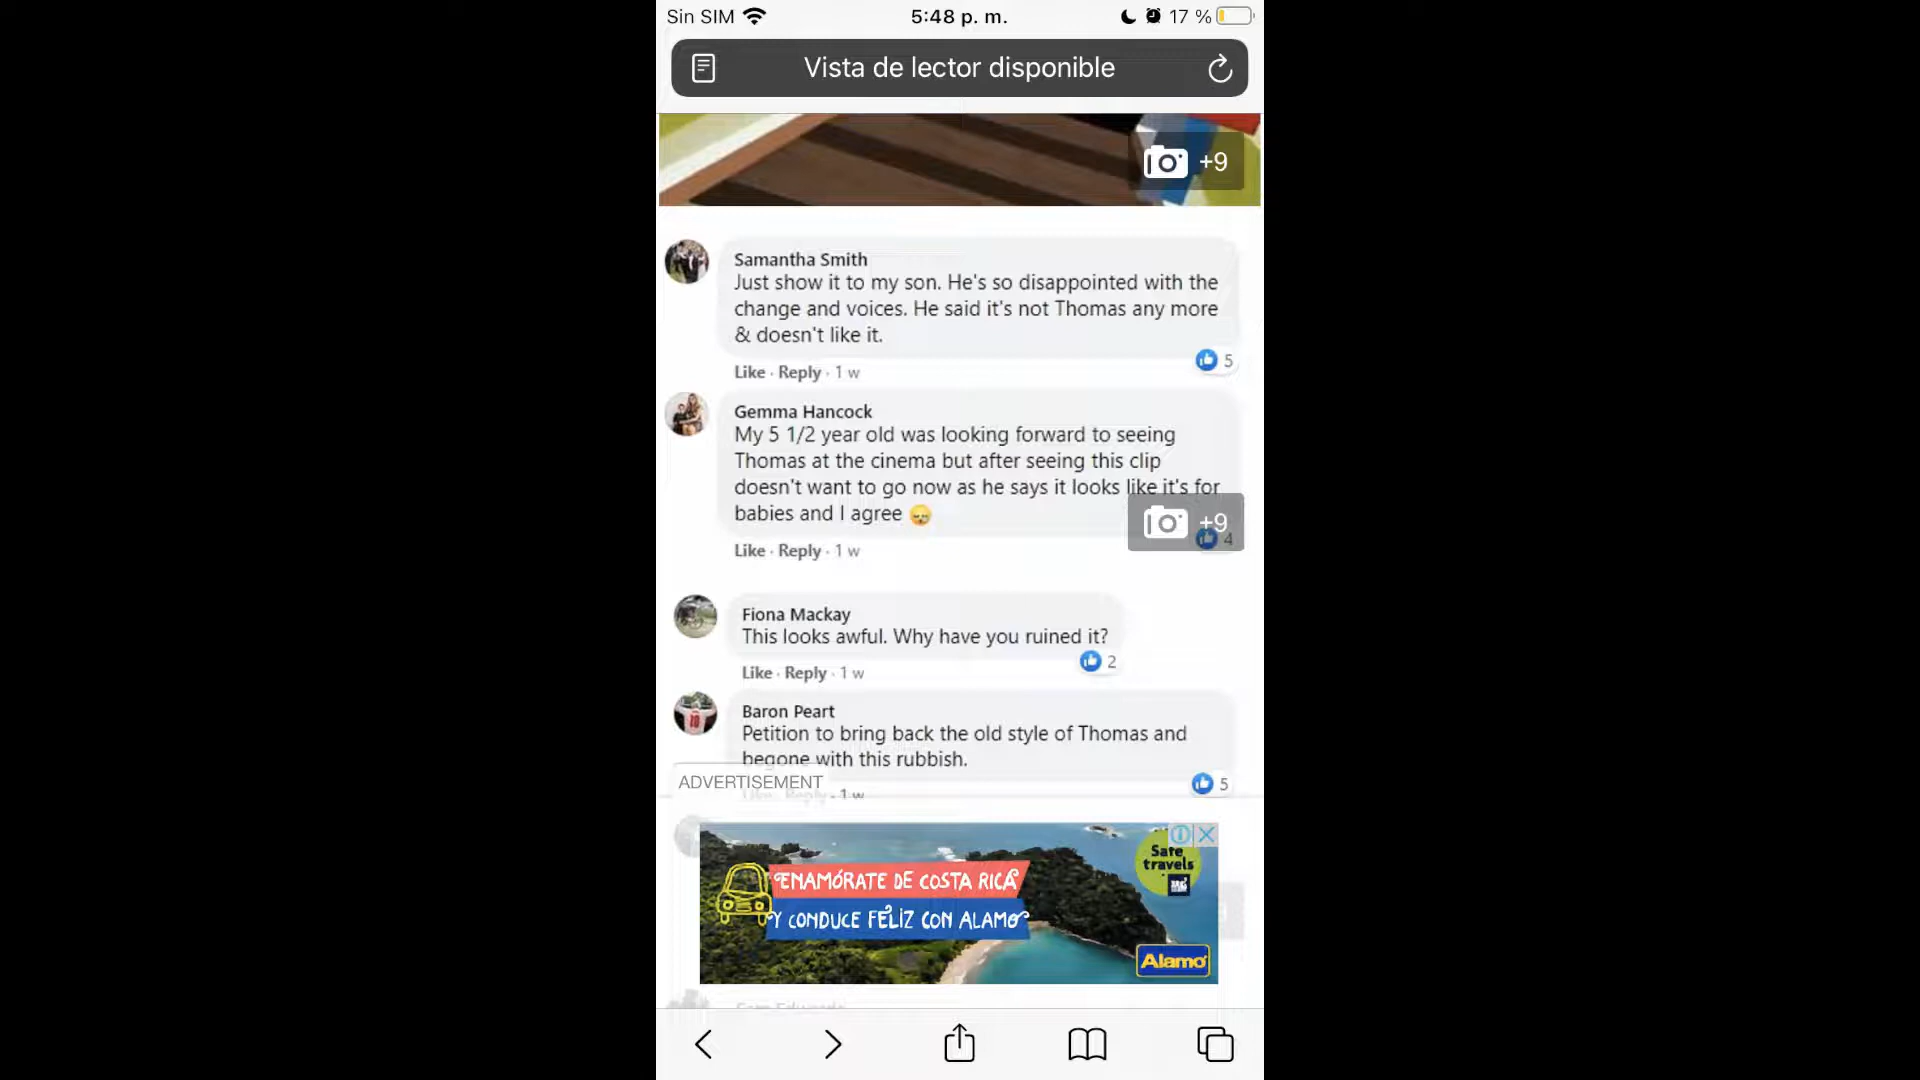 Sin SIM 5:48 p. m. 17 %
Vista de lector disponible
+9
Samantha Smith
Just show it to my son. He's so disappointed with the
change and voices. He said it's not Thomas any more
& doesn't like it.
5
Like · Reply · 1 w
Gemma Hancock
My 5 1/2 year old was looking forward to seeing
Thomas at the cinema but after seeing this clip
doesn't want to go now as he says it looks like it's for
babies and I agree
+9
4
Like · Reply · 1 w
Fiona Mackay
This looks awful. Why have you ruined it?
2
Like · Reply · 1 w
Baron Peart
Petition to bring back the old style of Thomas and
begone with this rubbish.
ADVERTISEMENT
5
Like · Reply · 1 w
Safe
travels
ENAMÓRATE DE COSTA RICA
Y CONDUCE FELIZ CON ALAMO
Alamo